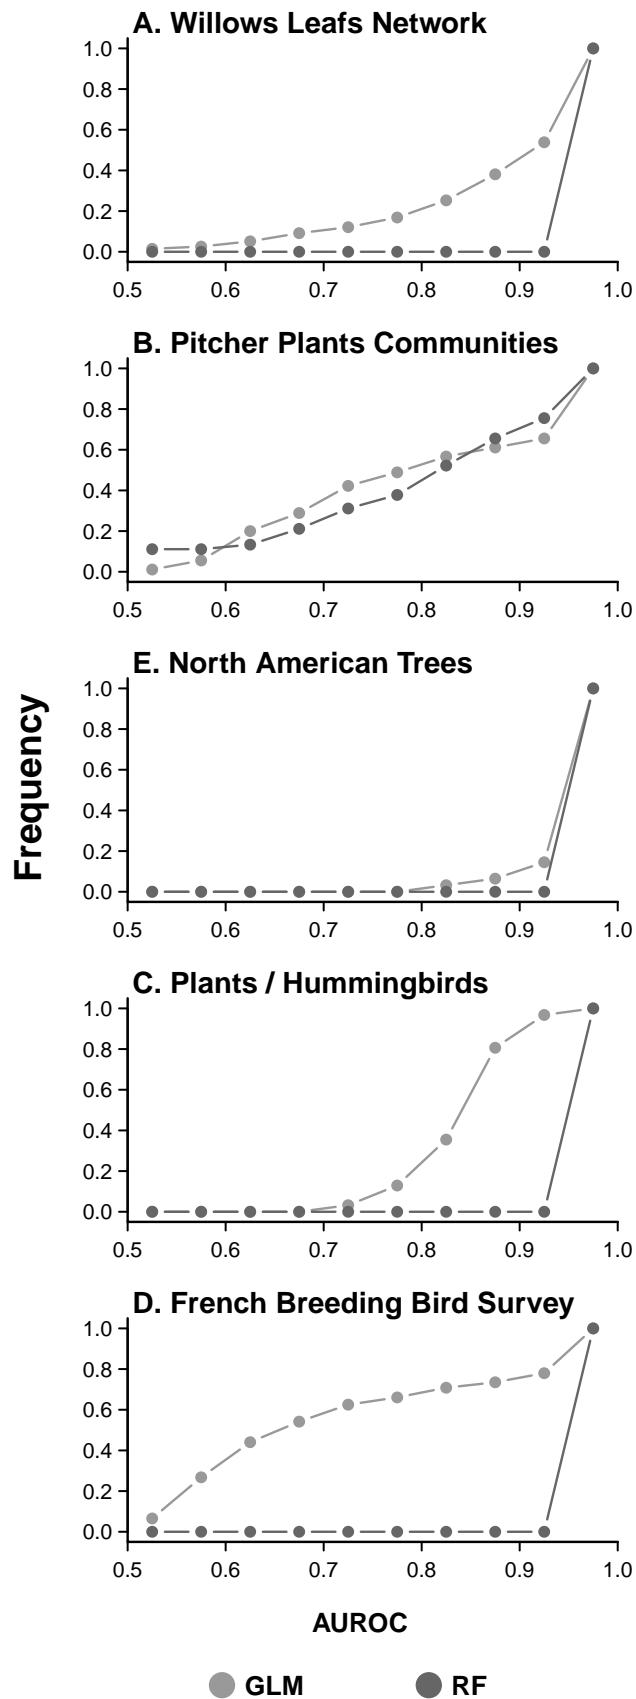 A. Willows Leafs Network
1.0
0.8
0.6
0.4
0.2
0.0
0.5 0.6 0.7 0.8 0.9 1.0
B. Pitcher Plants Communities
1.0
0.8
0.6
0.4
0.2
0.0
0.5 0.6 0.7 0.8 0.9 1.0
E. North American Trees
1.0
0.8
0.6
0.4
0.2
0.0
0.5 0.6 0.7 0.8 0.9 1.0
Frequency
C. Plants / Hummingbirds
1.0
0.8
0.6
0.4
0.2
0.0
0.5 0.6 0.7 0.8 0.9 1.0
D. French Breeding Bird Survey
1.0
0.8
0.6
0.4
0.2
0.0
0.5 0.6 0.7 0.8 0.9 1.0
AUROC
GLM RF